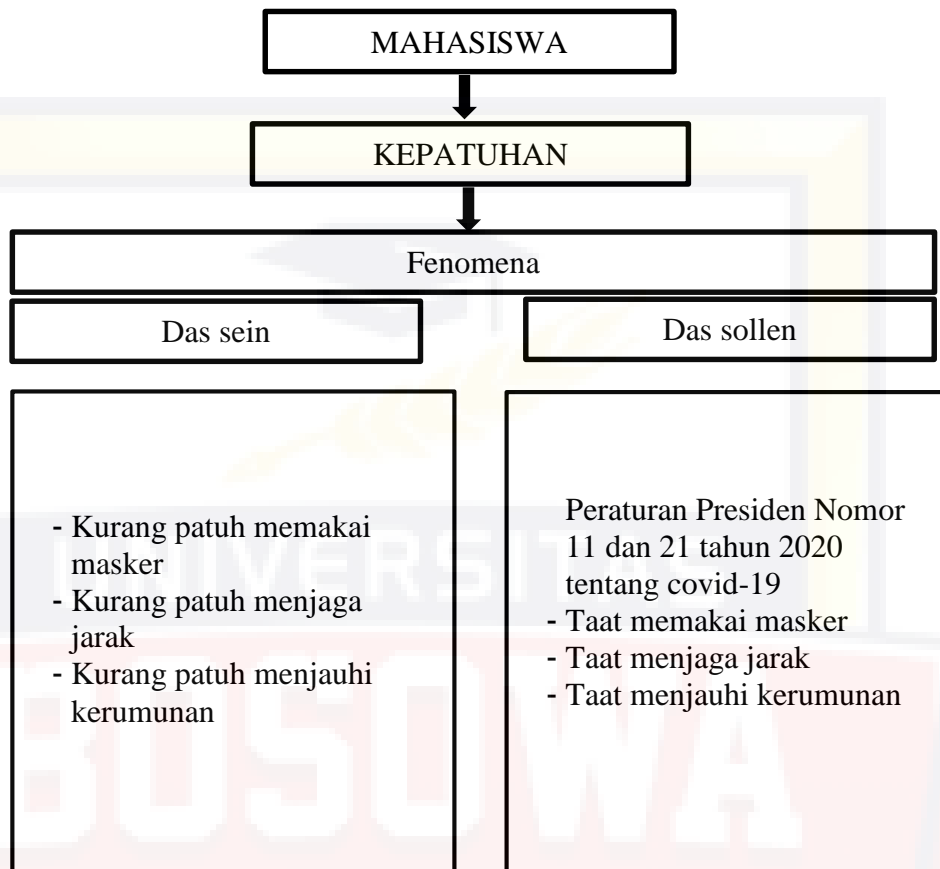 MAHASISWA
KEPATUHAN
Fenomena
Das sein
Das sollen
- Kurang patuh memakai
masker
- Kurang patuh menjaga
jarak
- Kurang patuh menjauhi
kerumunan
Peraturan Presiden Nomor
11 dan 21 tahun 2020
tentang covid-19
- Taat memakai masker
- Taat menjaga jarak
- Taat menjauhi kerumunan
UNIVERSITAS
BOSOWA